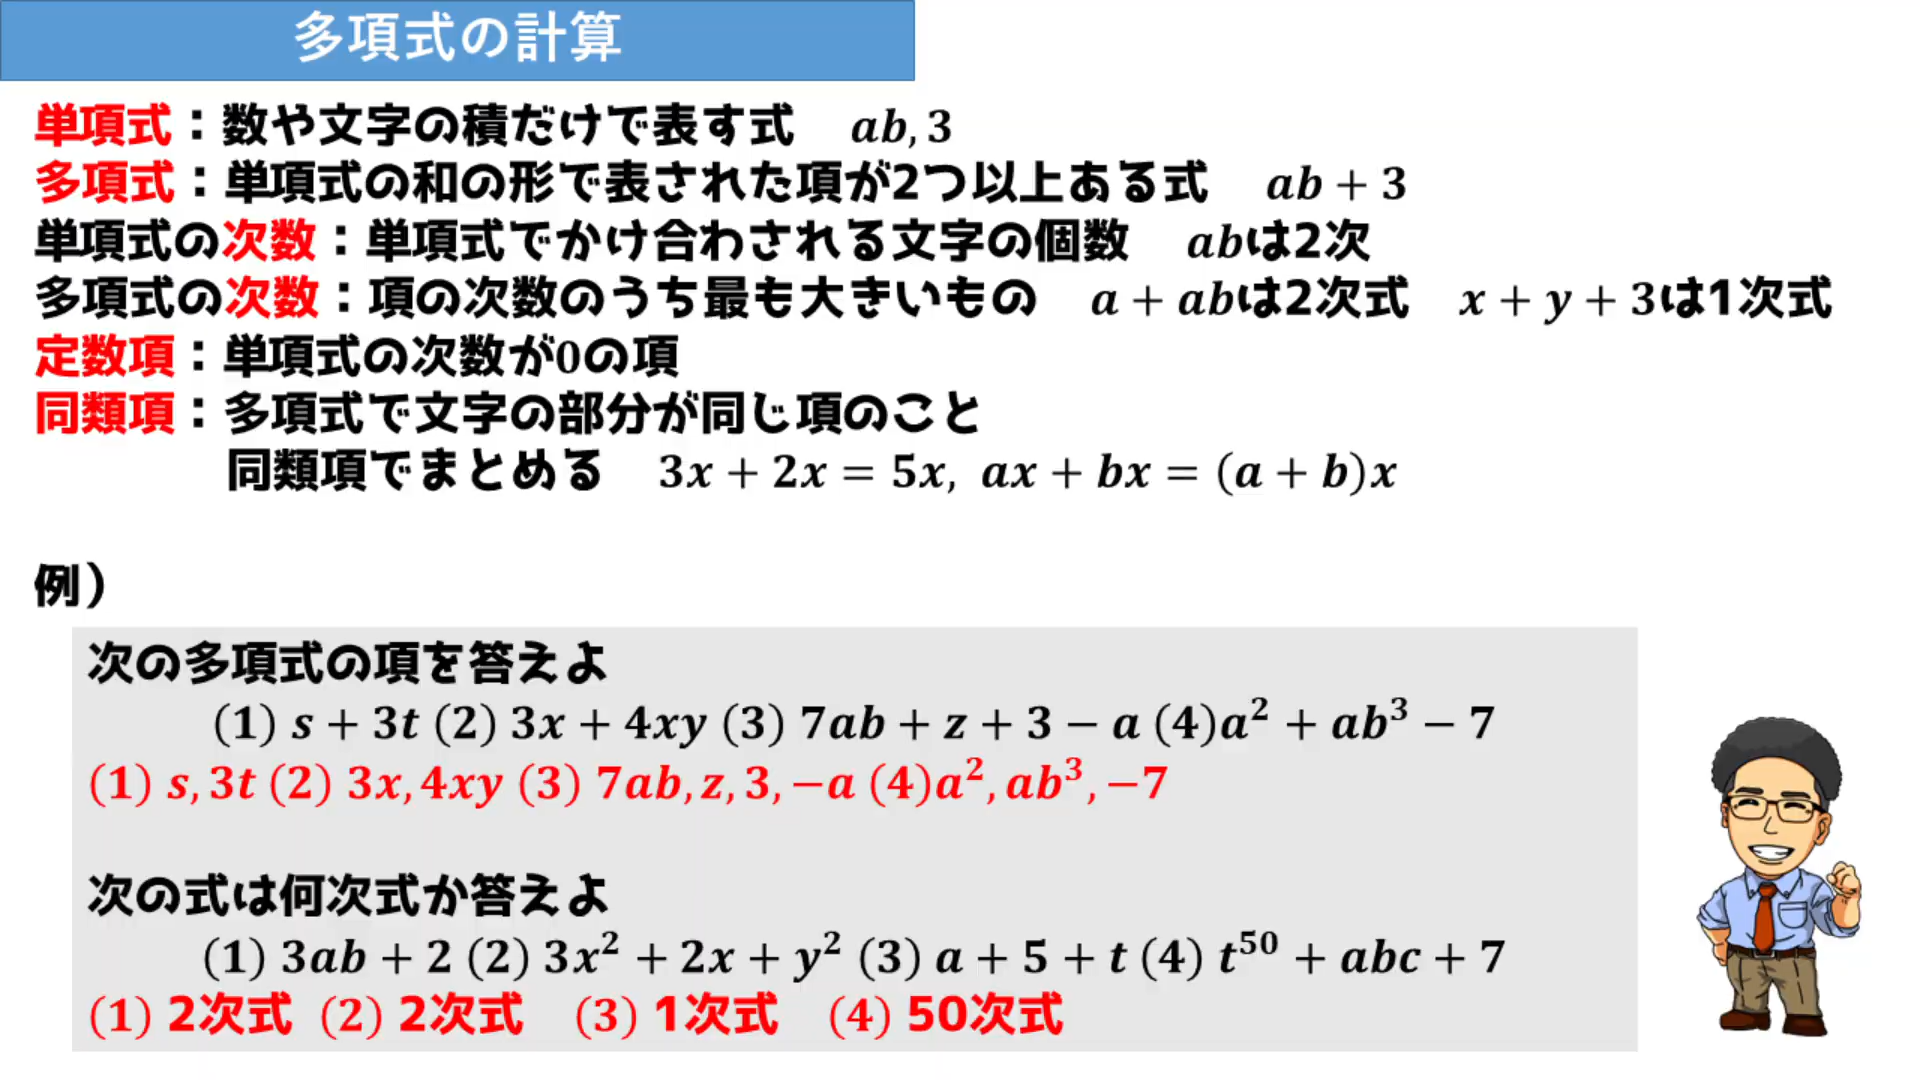 多項式の計算
単項式：数や文字の積だけで表す式　ab, 3
多項式：単項式の和の形で表された項が2つ以上ある式　ab + 3
単項式の次数：単項式でかけ合わされる文字の個数　abは2次
多項式の次数：項の次数のうち最も大きいもの　a + abは2次式　x + y + 3は1次式
定数項：単項式の次数が0の項
同類項：多項式で文字の部分が同じ項のこと
同類項でまとめる　3x + 2x = 5x, ax + bx = (a + b)x
例）
次の多項式の項を答えよ
(1) s + 3t (2) 3x + 4xy (3) 7ab + z + 3 − a (4)a² + ab³ − 7
(1) s, 3t (2) 3x, 4xy (3) 7ab, z, 3, −a (4)a², ab³, −7
次の式は何次式か答えよ
(1) 3ab + 2 (2) 3x² + 2x + y² (3) a + 5 + t (4) t⁵⁰ + abc + 7
(1) 2次式 (2) 2次式　(3) 1次式　(4) 50次式